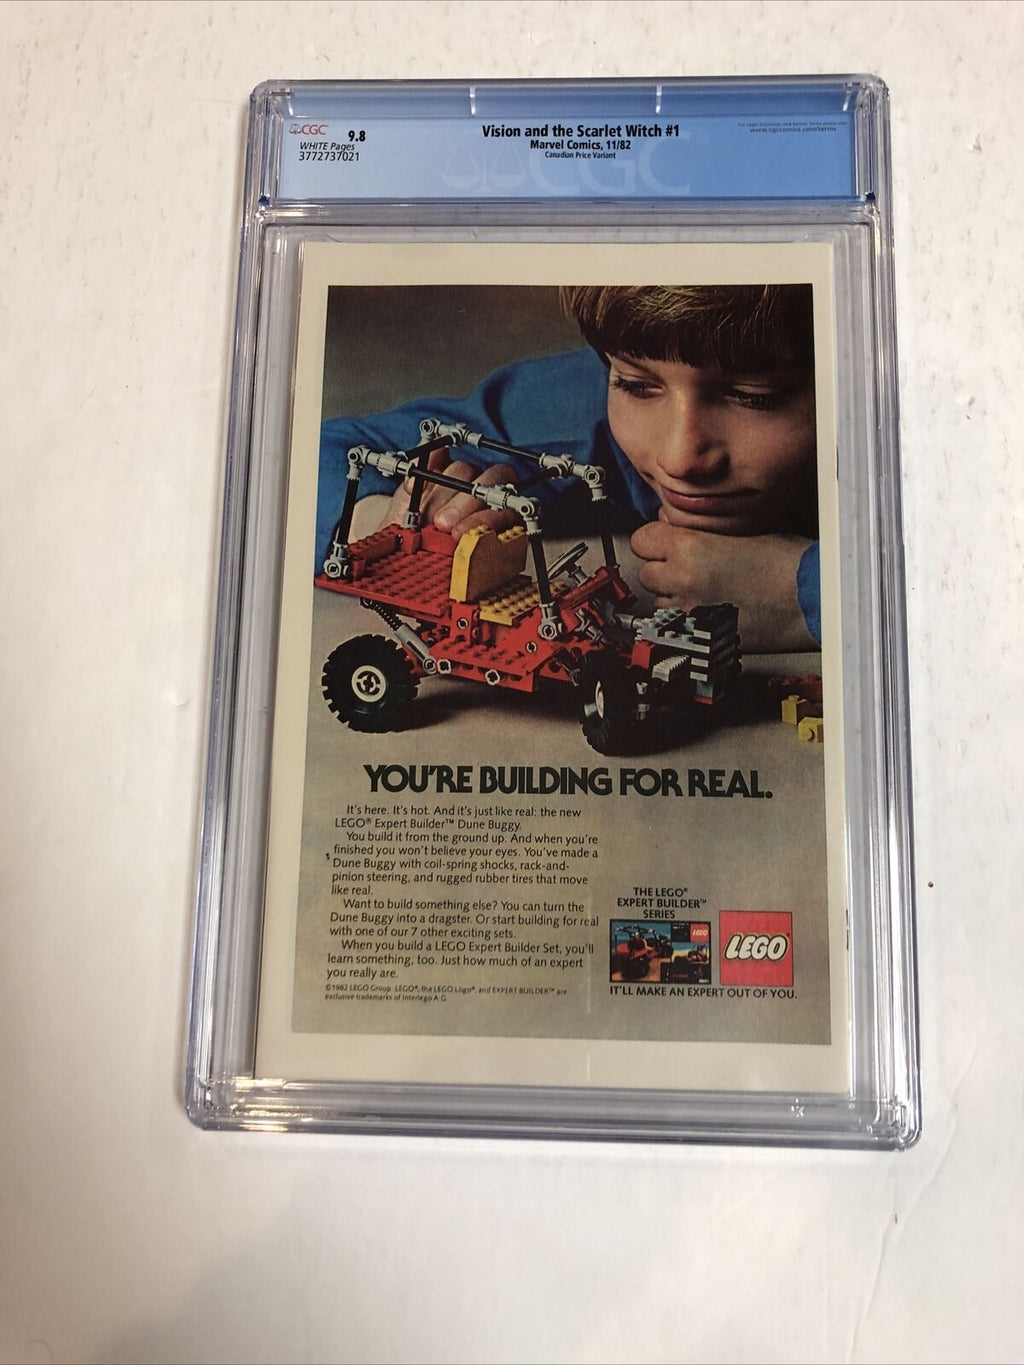 CGC 9.8
WHITE Pages
3772737021
Vision and the Scarlet Witch #1
Marvel Comics, 11/82
Canadian Price Variant
www.cgccomics.com/terms
CGC
YOU'RE BUILDING FOR REAL.
It's here. It's hot. And it's just like real: the new
LEGO® Expert Builder™ Dune Buggy.
You build it from the ground up. And when you're
finished you won't believe your eyes. You've made a
Dune Buggy with coil-spring shocks, rack-and-
pinion steering, and rugged rubber tires that move
like real.
Want to build something else? You can turn the
Dune Buggy into a dragster. Or start building for real
with one of our 7 other exciting sets.
When you build a LEGO Expert Builder Set, you'll
learn something, too. Just how much of an expert
you really are.
©1982 LEGO Group. LEGO®, the LEGO Logo®, and EXPERT BUILDER™ are
exclusive trademarks of Interlego A.G.
THE LEGO®
EXPERT BUILDER™
SERIES
LEGO
LEGO
IT'LL MAKE AN EXPERT OUT OF YOU.